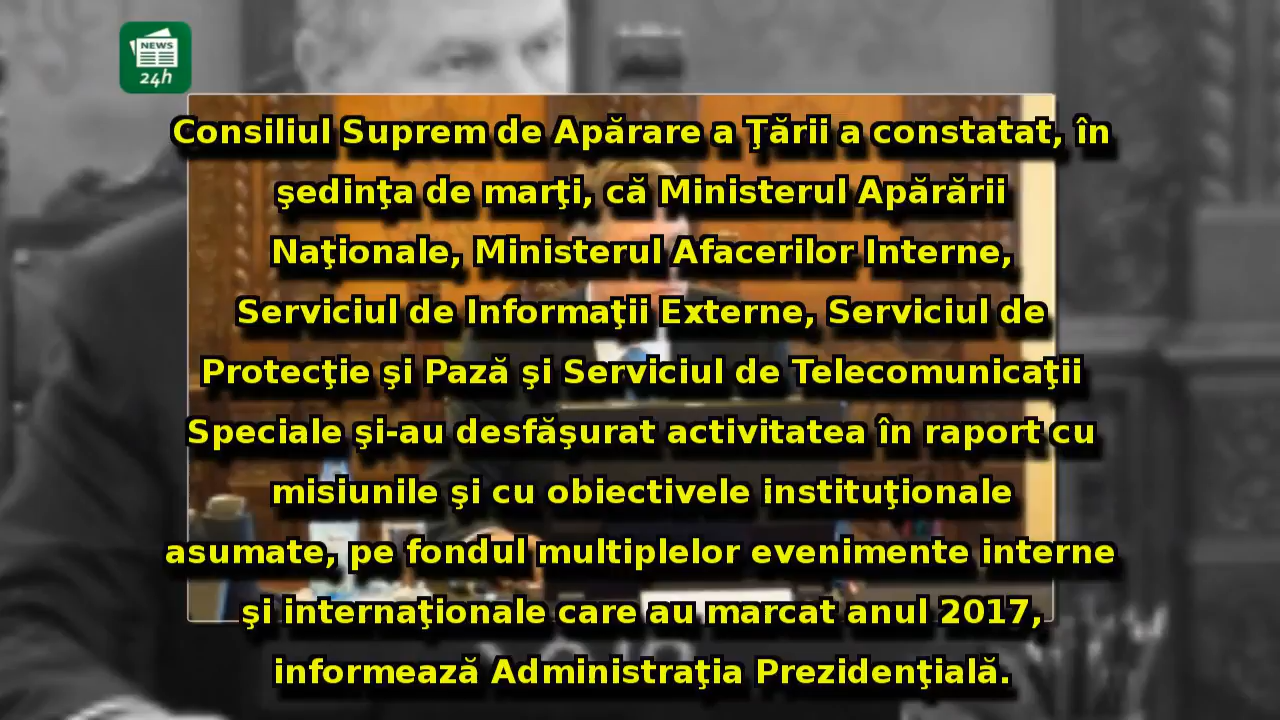 NEWS
24h
Consiliul Suprem de Apărare a Ţării a constatat, în
şedinţa de marţi, că Ministerul Apărării
Naţionale, Ministerul Afacerilor Interne,
Serviciul de Informaţii Externe, Serviciul de
Protecţie şi Pază şi Serviciul de Telecomunicaţii
Speciale şi-au desfăşurat activitatea în raport cu
misiunile şi cu obiectivele instituţionale
asumate, pe fondul multiplelor evenimente interne
şi internaţionale care au marcat anul 2017,
informează Administraţia Prezidenţială.